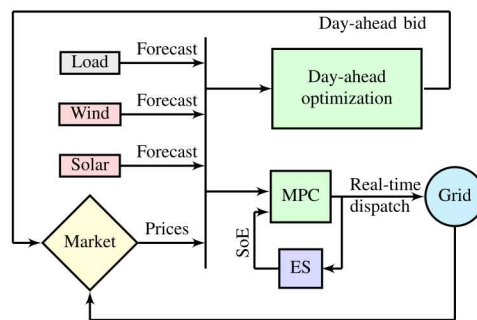 Day-ahead bid
Load
Forecast
Day-ahead
optimization
Wind
Forecast
Solar
Forecast
MPC
Real-time
dispatch
Grid
Market
Prices
SoE
ES